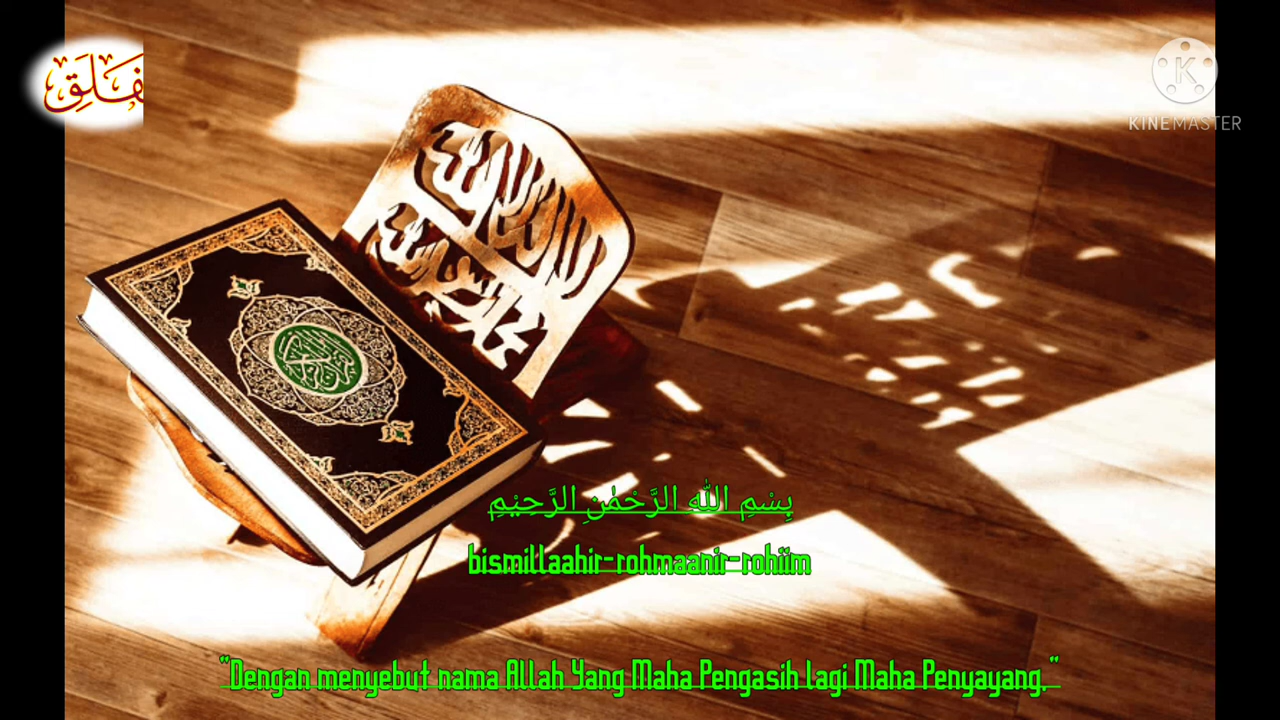 فلق
KINEMASTER
بِسْمِ اللّٰهِ الرَّحْمٰنِ الرَّحِيْمِ
bismillaahir-rohmaanir-rohiim
"Dengan menyebut nama Allah Yang Maha Pengasih lagi Maha Penyayang."